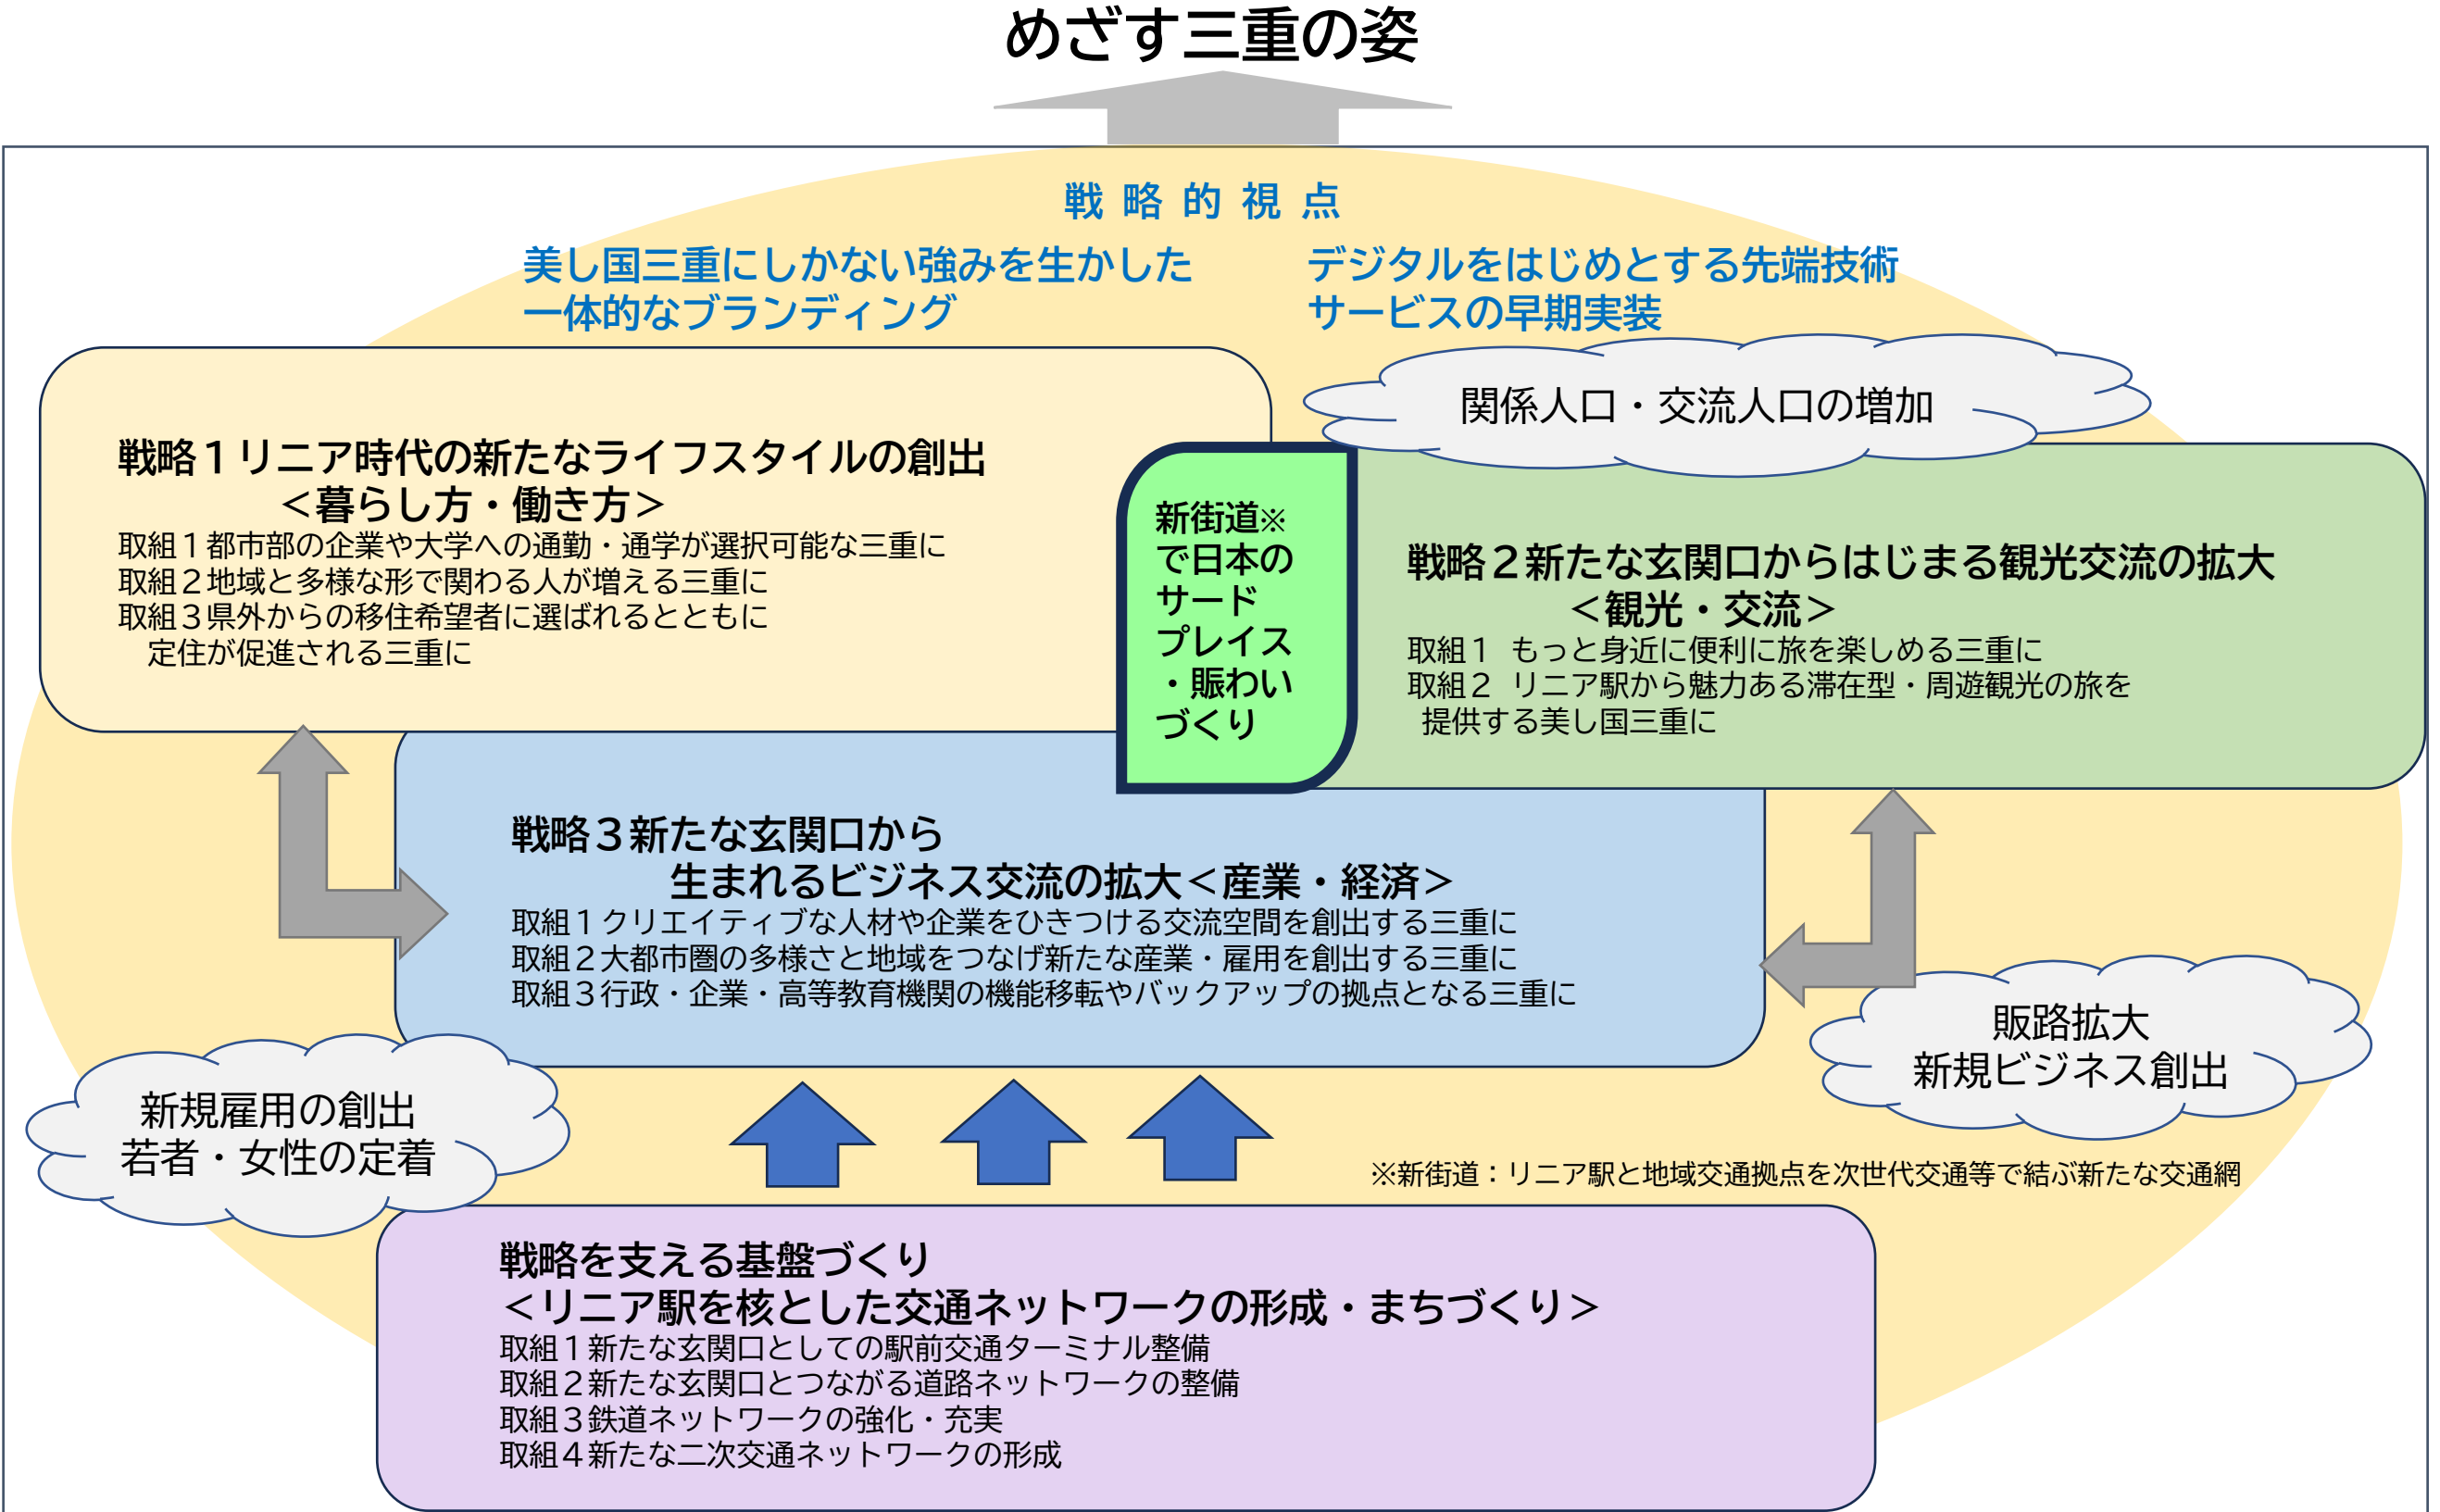 めざす三重の姿
戦略的視点
美し国三重にしかない強みを生かした
一体的なブランディング
デジタルをはじめとする先端技術
サービスの早期実装
関係人口・交流人口の増加
戦略１リニア時代の新たなライフスタイルの創出
＜暮らし方・働き方＞
取組１都市部の企業や大学への通勤・通学が選択可能な三重に
取組２地域と多様な形で関わる人が増える三重に
取組３県外からの移住希望者に選ばれるとともに
定住が促進される三重に
新街道※
で日本の
サード
プレイス
・賑わい
づくり
戦略２新たな玄関口からはじまる観光交流の拡大
＜観光・交流＞
取組１ もっと身近に便利に旅を楽しめる三重に
取組２ リニア駅から魅力ある滞在型・周遊観光の旅を
提供する美し国三重に
戦略３新たな玄関口から
生まれるビジネス交流の拡大＜産業・経済＞
取組１クリエイティブな人材や企業をひきつける交流空間を創出する三重に
取組２大都市圏の多様さと地域をつなげ新たな産業・雇用を創出する三重に
取組３行政・企業・高等教育機関の機能移転やバックアップの拠点となる三重に
販路拡大
新規ビジネス創出
新規雇用の創出
若者・女性の定着
※新街道：リニア駅と地域交通拠点を次世代交通等で結ぶ新たな交通網
戦略を支える基盤づくり
＜リニア駅を核とした交通ネットワークの形成・まちづくり＞
取組１新たな玄関口としての駅前交通ターミナル整備
取組２新たな玄関口とつながる道路ネットワークの整備
取組３鉄道ネットワークの強化・充実
取組４新たな二次交通ネットワークの形成